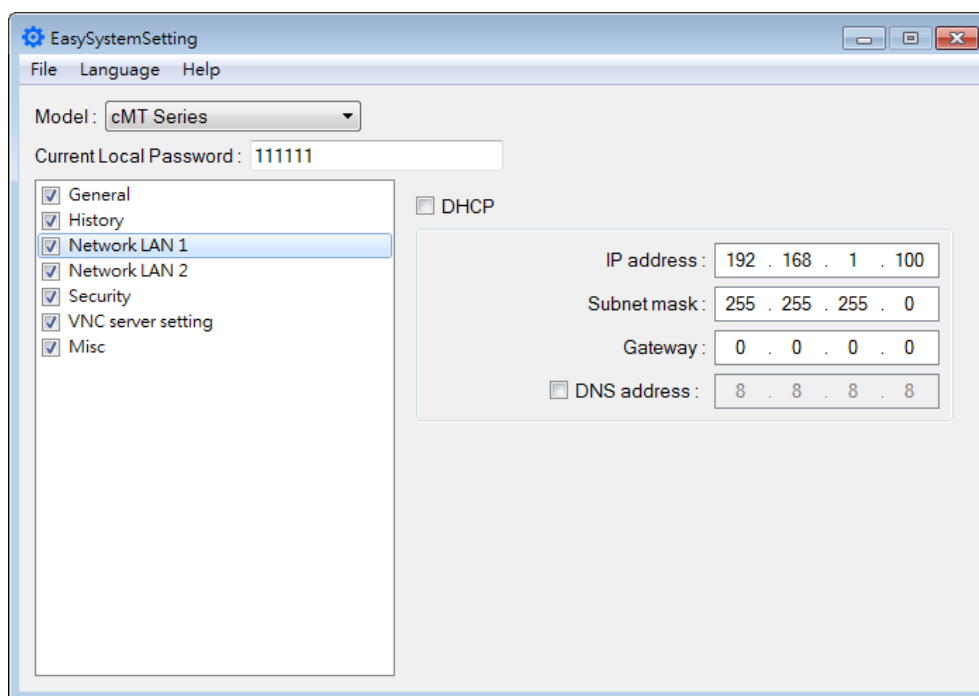 EasySystemSetting
File Language Help
Model : cMT Series
Current Local Password : 111111
General
History
Network LAN 1
Network LAN 2
Security
VNC server setting
Misc
DHCP
IP address : 192 . 168 . 1 . 100
Subnet mask : 255 . 255 . 255 . 0
Gateway : 0 . 0 . 0 . 0
DNS address : 8 . 8 . 8 . 8